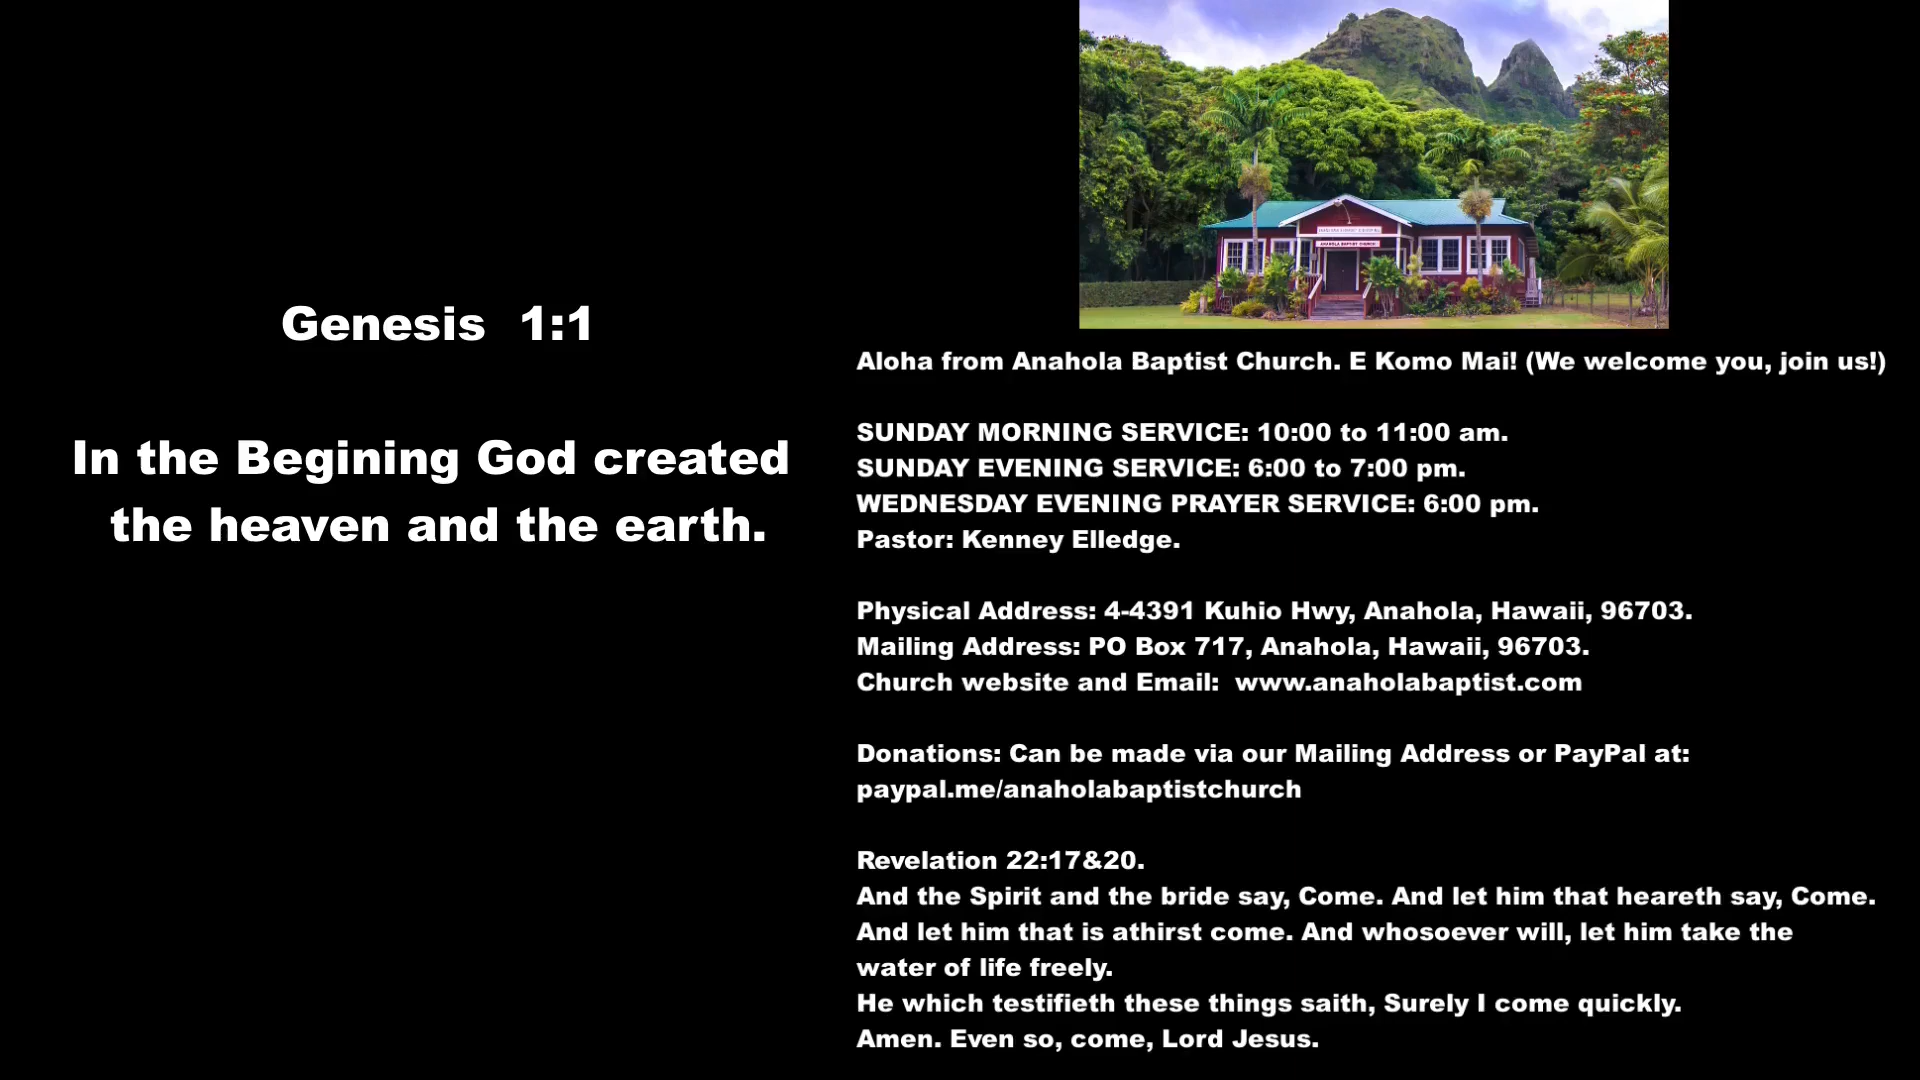 Genesis  1:1
In the Begining God created
the heaven and the earth.
ANAHOLA BAPTIST CHURCH
Aloha from Anahola Baptist Church. E Komo Mai! (We welcome you, join us!)
SUNDAY MORNING SERVICE: 10:00 to 11:00 am.
SUNDAY EVENING SERVICE: 6:00 to 7:00 pm.
WEDNESDAY EVENING PRAYER SERVICE: 6:00 pm.
Pastor: Kenney Elledge.
Physical Address: 4-4391 Kuhio Hwy, Anahola, Hawaii, 96703.
Mailing Address: PO Box 717, Anahola, Hawaii, 96703.
Church website and Email:  www.anaholabaptist.com
Donations: Can be made via our Mailing Address or PayPal at:
paypal.me/anaholabaptistchurch
Revelation 22:17&20.
And the Spirit and the bride say, Come. And let him that heareth say, Come.
And let him that is athirst come. And whosoever will, let him take the
water of life freely.
He which testifieth these things saith, Surely I come quickly.
Amen. Even so, come, Lord Jesus.